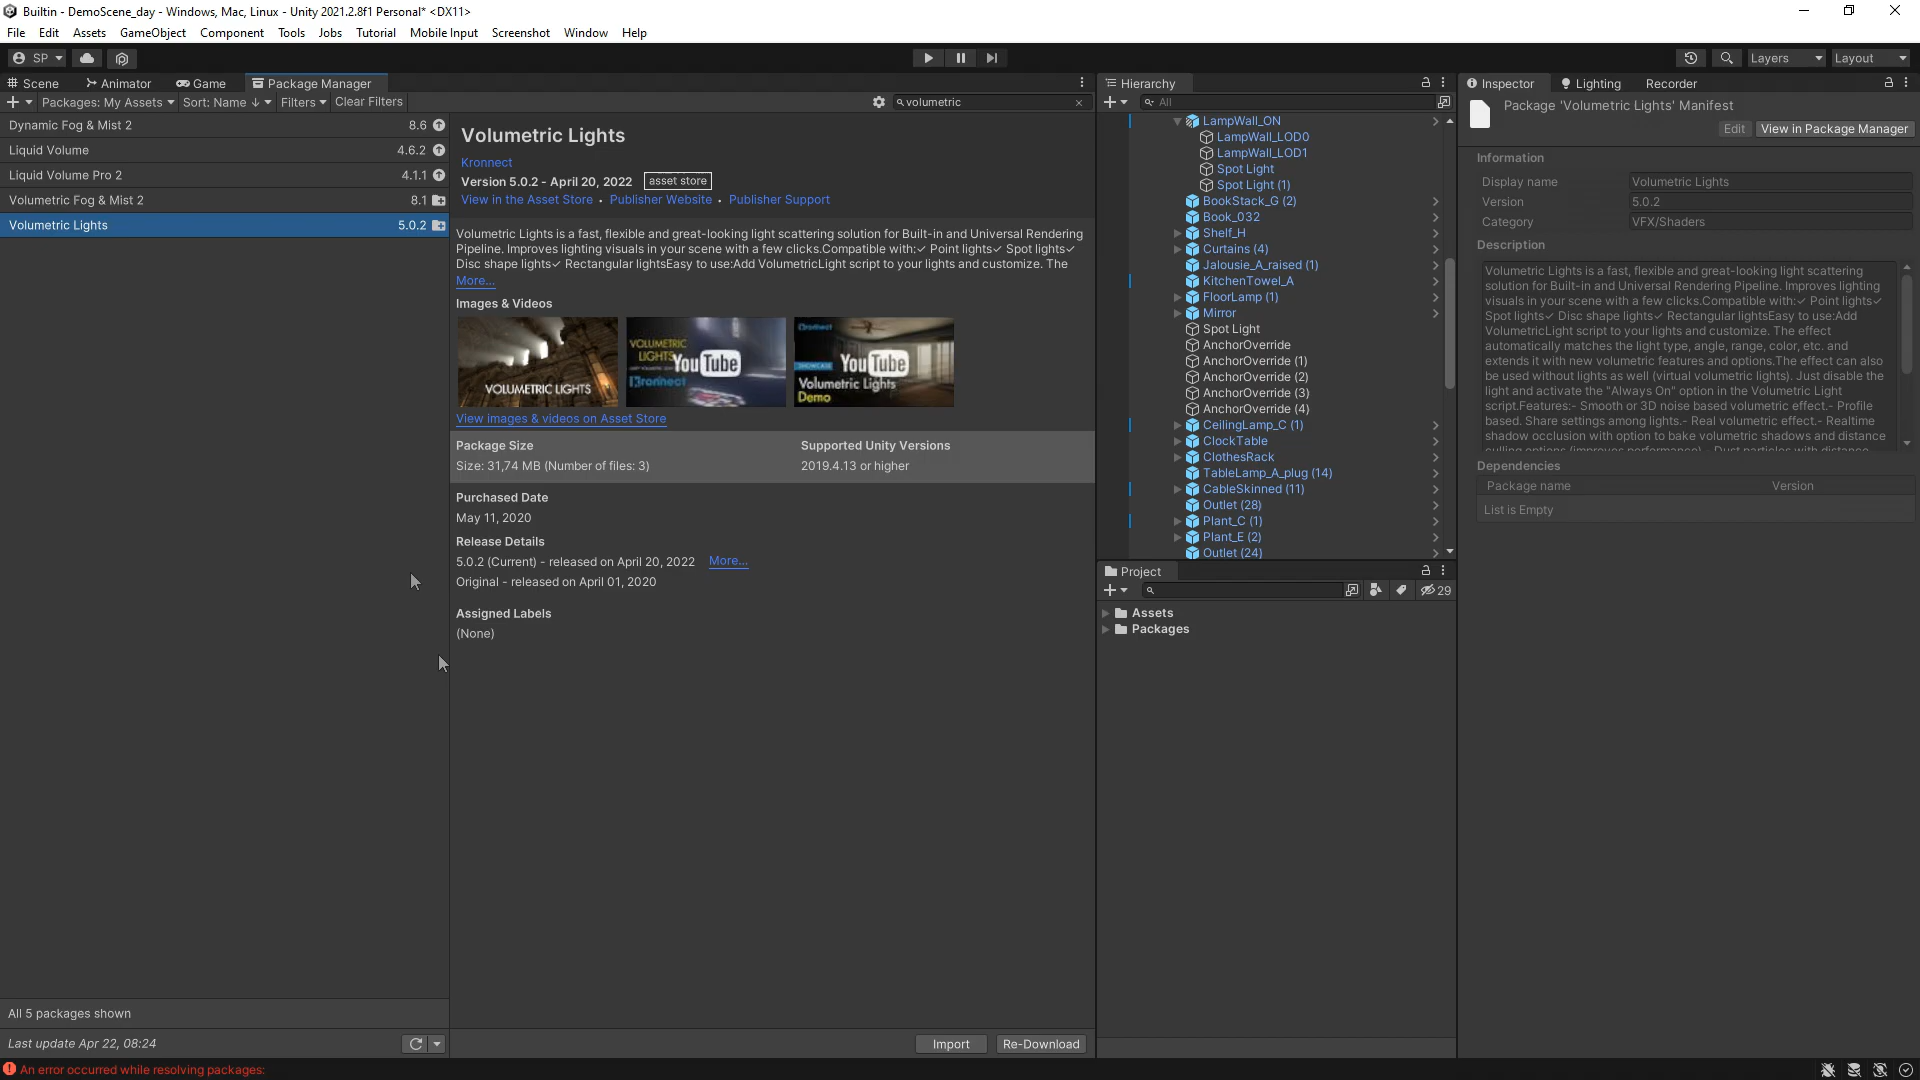 Builtin - DemoScene_day - Windows, Mac, Linux - Unity 2021.2.8f1 Personal* <DX11>
File Edit Assets GameObject Component Tools Jobs Tutorial Mobile Input Screenshot Window Help
SP Layers Layout
Scene Animator Game Package Manager
Packages: My Assets Sort: Name ↓ Filters Clear Filters volumetric
Dynamic Fog & Mist 2 8.6
Liquid Volume 4.6.2
Liquid Volume Pro 2 4.1.1
Volumetric Fog & Mist 2 8.1
Volumetric Lights 5.0.2
All 5 packages shown
Last update Apr 22, 08:24
Volumetric Lights
Kronnect
Version 5.0.2 - April 20, 2022 asset store
View in the Asset Store • Publisher Website • Publisher Support
Volumetric Lights is a fast, flexible and great-looking light scattering solution for Built-in and Universal Rendering
Pipeline. Improves lighting visuals in your scene with a few clicks.Compatible with:✓ Point lights✓ Spot lights✓
Disc shape lights✓ Rectangular lightsEasy to use:Add VolumetricLight script to your lights and customize. The
More...
Images & Videos
VOLUMETRIC LIGHTS
VOLUMETRIC
LIGHTS
YouTube
Kronnect
Kronnect
YouTube
SHOWCASE
Volumetric Lights
Demo
View images & videos on Asset Store
Package Size Supported Unity Versions
Size: 31,74 MB (Number of files: 3) 2019.4.13 or higher
Purchased Date
May 11, 2020
Release Details
5.0.2 (Current) - released on April 20, 2022 More...
Original - released on April 01, 2020
Assigned Labels
(None)
Import Re-Download
Hierarchy
All
LampWall_ON
LampWall_LOD0
LampWall_LOD1
Spot Light
Spot Light (1)
BookStack_G (2)
Book_032
Shelf_H
Curtains (4)
Jalousie_A_raised (1)
KitchenTowel_A
FloorLamp (1)
Mirror
Spot Light
AnchorOverride
AnchorOverride (1)
AnchorOverride (2)
AnchorOverride (3)
AnchorOverride (4)
CeilingLamp_C (1)
ClockTable
ClothesRack
TableLamp_A_plug (14)
CableSkinned (11)
Outlet (28)
Plant_C (1)
Plant_E (2)
Outlet (24)
Project
29
Assets
Packages
Inspector Lighting Recorder
Package 'Volumetric Lights' Manifest
Edit View in Package Manager
Information
Display name Volumetric Lights
Version 5.0.2
Category VFX/Shaders
Description
Volumetric Lights is a fast, flexible and great-looking light scattering
solution for Built-in and Universal Rendering Pipeline. Improves lighting
visuals in your scene with a few clicks.Compatible with:✓ Point lights✓
Spot lights✓ Disc shape lights✓ Rectangular lightsEasy to use:Add
VolumetricLight script to your lights and customize. The effect
automatically matches the light type, angle, range, color, etc. and
extends it with new volumetric features and options.The effect can also
be used without lights as well (virtual volumetric lights). Just disable the
light and activate the "Always On" option in the Volumetric Light
script.Features:- Smooth or 3D noise based volumetric effect.- Profile
based. Share settings among lights.- Real volumetric effect.- Realtime
shadow occlusion with option to bake volumetric shadows and distance
culling options (improves performance).- Dust particles with distance
Dependencies
Package name Version
List is Empty
An error occurred while resolving packages: